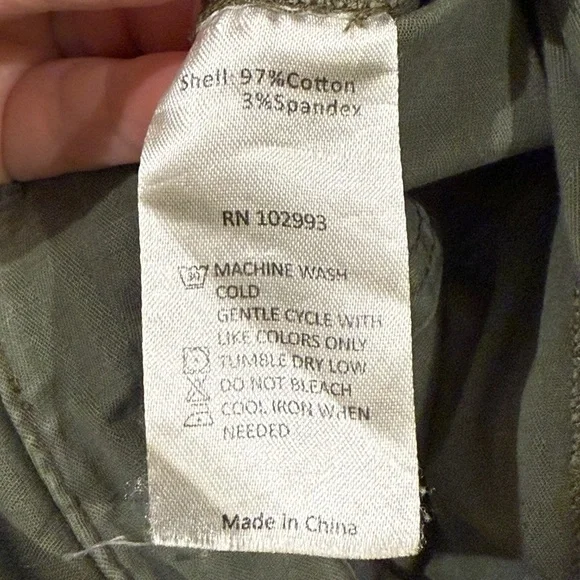 Shell: 97%Cotton
3%Spandex
RN 102993
30 MACHINE WASH
COLD
GENTLE CYCLE WITH
LIKE COLORS ONLY
TUMBLE DRY LOW
DO NOT BLEACH
COOL IRON WHEN
NEEDED
Made in China